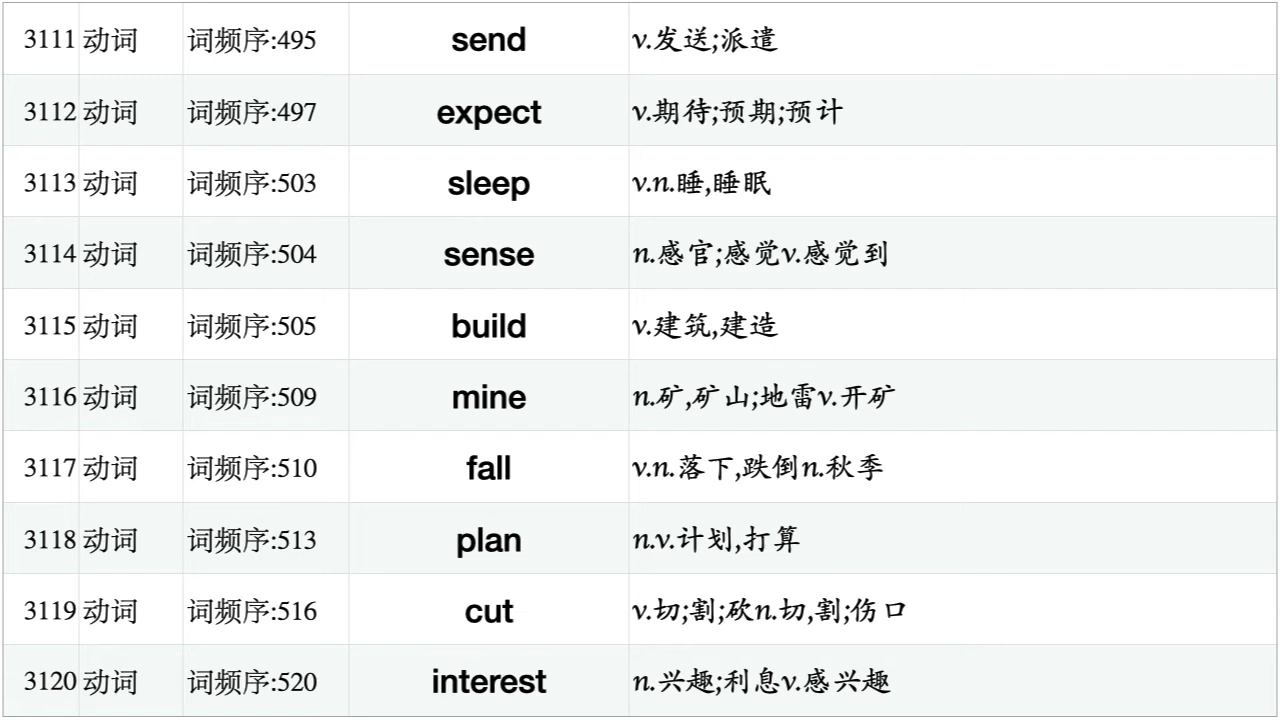 3111 动词 词频序:495 send v.发送;派遣
3112 动词 词频序:497 expect v.期待;预期;预计
3113 动词 词频序:503 sleep v.n.睡,睡眠
3114 动词 词频序:504 sense n.感官;感觉v.感觉到
3115 动词 词频序:505 build v.建筑,建造
3116 动词 词频序:509 mine n.矿,矿山;地雷v.开矿
3117 动词 词频序:510 fall v.n.落下,跌倒n.秋季
3118 动词 词频序:513 plan n.v.计划,打算
3119 动词 词频序:516 cut v.切;割;砍n.切,割;伤口
3120 动词 词频序:520 interest n.兴趣;利息v.感兴趣